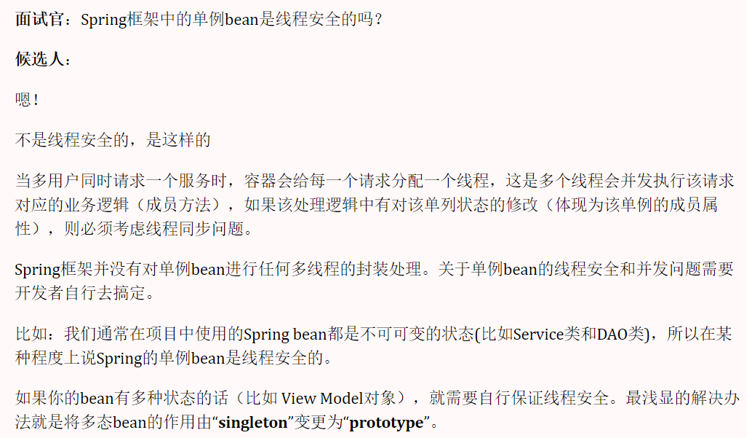 面试官：Spring框架中的单例bean是线程安全的吗？
候选人：
嗯！
不是线程安全的，是这样的
当多用户同时请求一个服务时，容器会给每一个请求分配一个线程，这是多个线程会并发执行该请求
对应的业务逻辑（成员方法），如果该处理逻辑中有对该单列状态的修改（体现为该单例的成员属
性），则必须考虑线程同步问题。
Spring框架并没有对单例bean进行任何多线程的封装处理。关于单例bean的线程安全和并发问题需要
开发者自行去搞定。
比如：我们通常在项目中使用的Spring bean都是不可可变的状态(比如Service类和DAO类)，所以在某
种程度上说Spring的单例bean是线程安全的。
如果你的bean有多种状态的话（比如 View Model对象），就需要自行保证线程安全。最浅显的解决办
法就是将多态bean的作用由“singleton”变更为“prototype”。